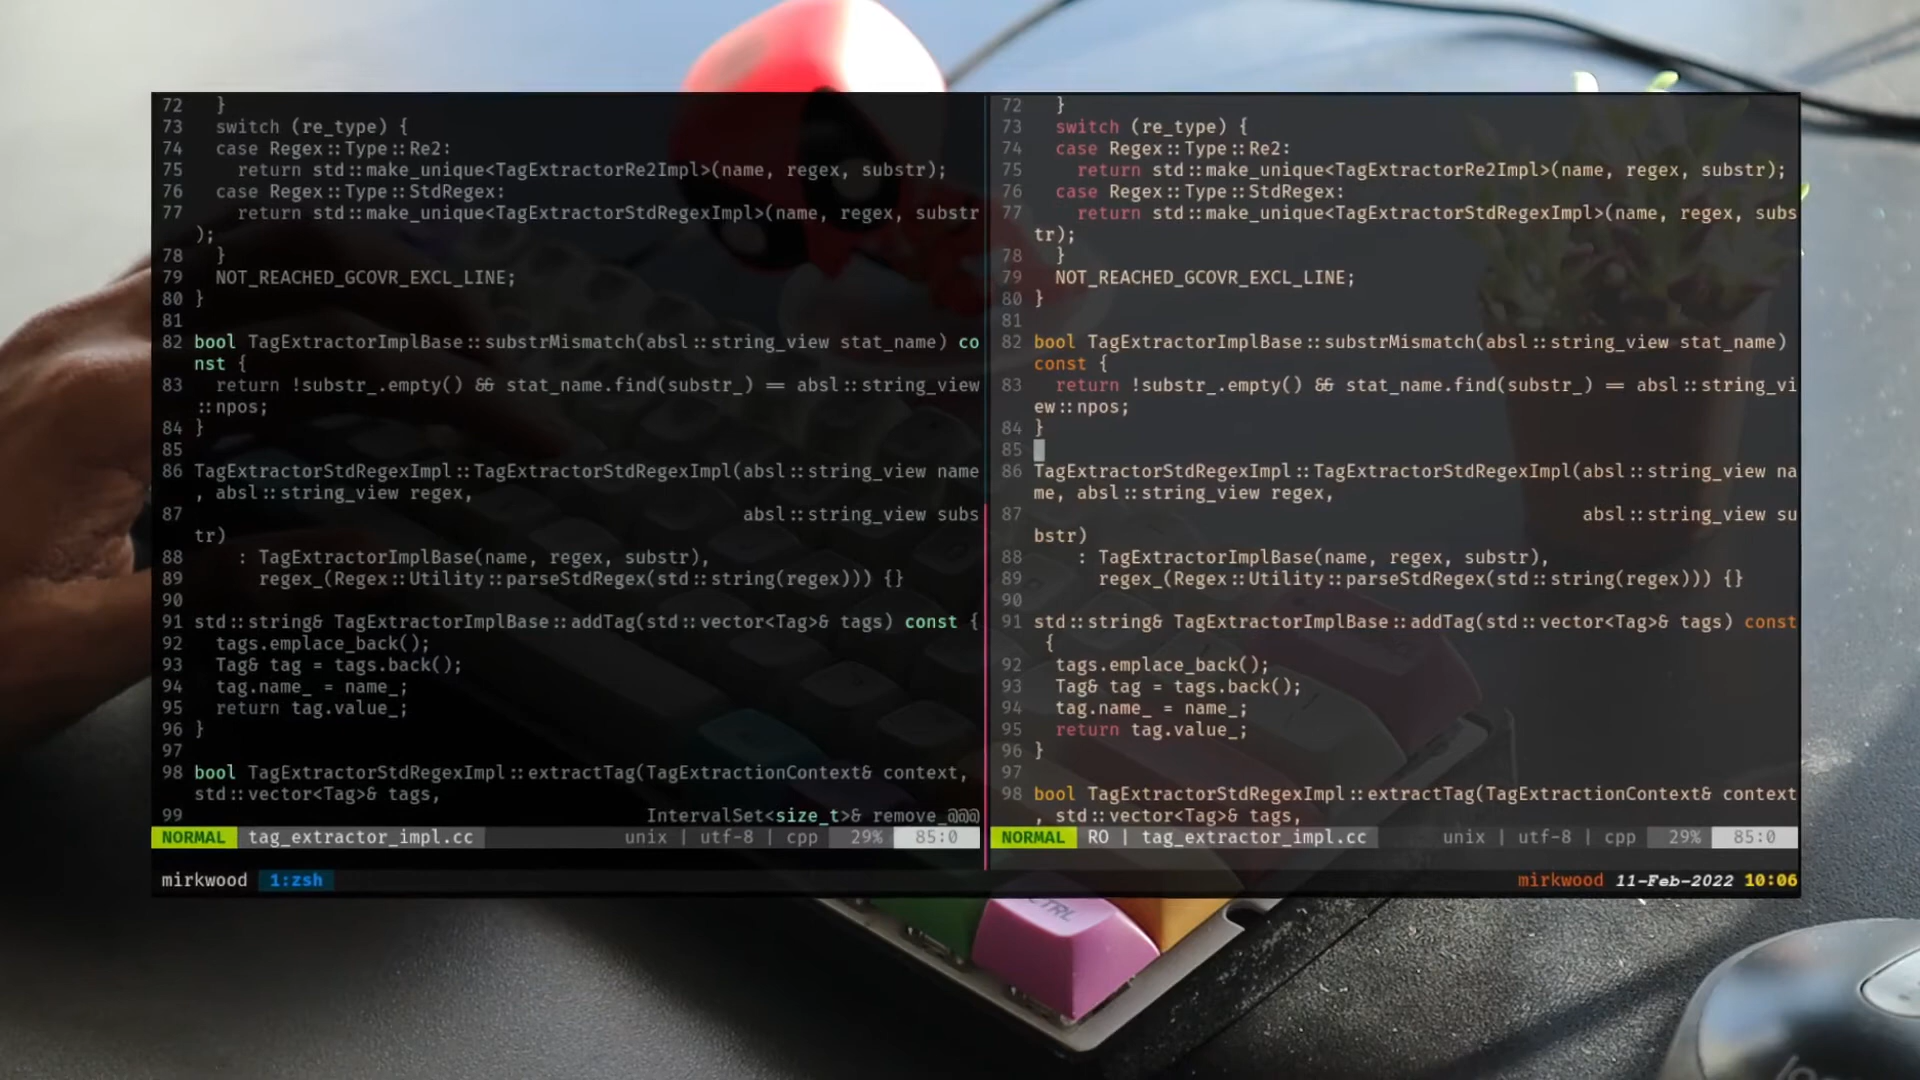 72   }
73   switch (re_type) {
74   case Regex::Type::Re2:
75     return std::make_unique<TagExtractorRe2Impl>(name, regex, substr);
76   case Regex::Type::StdRegex:
77     return std::make_unique<TagExtractorStdRegexImpl>(name, regex, substr
);
78   }
79   NOT_REACHED_GCOVR_EXCL_LINE;
80 }
81
82 bool TagExtractorImplBase::substrMismatch(absl::string_view stat_name) co
nst {
83   return !substr_.empty() && stat_name.find(substr_) == absl::string_view
::npos;
84 }
85
86 TagExtractorStdRegexImpl::TagExtractorStdRegexImpl(absl::string_view name
, absl::string_view regex,
87                                                    absl::string_view subs
tr)
88     : TagExtractorImplBase(name, regex, substr),
89       regex_(Regex::Utility::parseStdRegex(std::string(regex))) {}
90
91 std::string& TagExtractorImplBase::addTag(std::vector<Tag>& tags) const {
92   tags.emplace_back();
93   Tag& tag = tags.back();
94   tag.name_ = name_;
95   return tag.value_;
96 }
97
98 bool TagExtractorStdRegexImpl::extractTag(TagExtractionContext& context,
std::vector<Tag>& tags,
99                                           IntervalSet<size_t>& remove_@@@
NORMAL tag_extractor_impl.cc unix | utf-8 | cpp 29% 85:0
72   }
73   switch (re_type) {
74   case Regex::Type::Re2:
75     return std::make_unique<TagExtractorRe2Impl>(name, regex, substr);
76   case Regex::Type::StdRegex:
77     return std::make_unique<TagExtractorStdRegexImpl>(name, regex, subs
tr);
78   }
79   NOT_REACHED_GCOVR_EXCL_LINE;
80 }
81
82 bool TagExtractorImplBase::substrMismatch(absl::string_view stat_name)
const {
83   return !substr_.empty() && stat_name.find(substr_) == absl::string_vi
ew::npos;
84 }
85
86 TagExtractorStdRegexImpl::TagExtractorStdRegexImpl(absl::string_view na
me, absl::string_view regex,
87                                                    absl::string_view su
bstr)
88     : TagExtractorImplBase(name, regex, substr),
89       regex_(Regex::Utility::parseStdRegex(std::string(regex))) {}
90
91 std::string& TagExtractorImplBase::addTag(std::vector<Tag>& tags) const
 {
92   tags.emplace_back();
93   Tag& tag = tags.back();
94   tag.name_ = name_;
95   return tag.value_;
96 }
97
98 bool TagExtractorStdRegexImpl::extractTag(TagExtractionContext& context
, std::vector<Tag>& tags,
NORMAL RO | tag_extractor_impl.cc unix | utf-8 | cpp 29% 85:0
mirkwood 1:zsh mirkwood 11-Feb-2022 10:06
CTRL